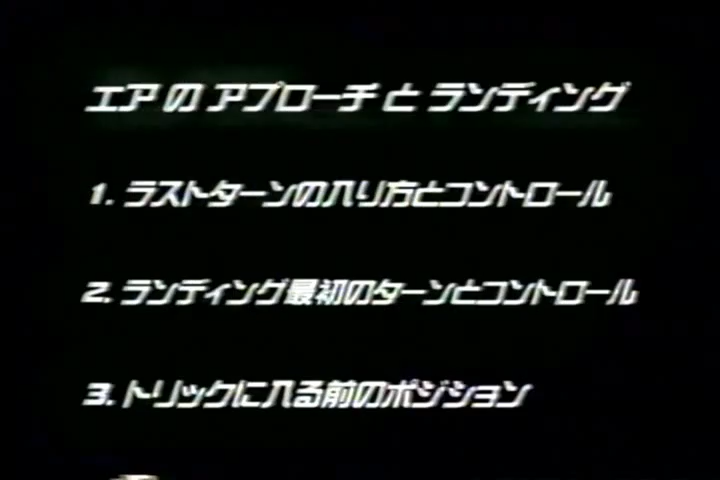 エア の アプローチ と ランディング
1. ラストターンの入り方とコントロール
2. ランディング最初のターンとコントロール
3. トリックに入る前のポジション